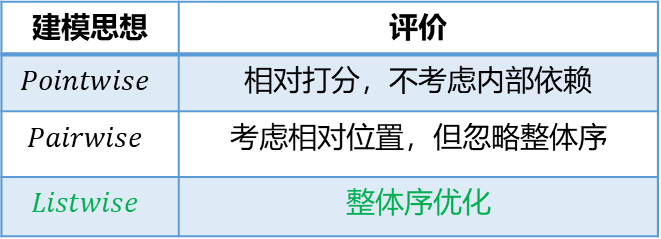 建模思想 评价
Pointwise 相对打分，不考虑内部依赖
Pairwise 考虑相对位置，但忽略整体序
Listwise 整体序优化